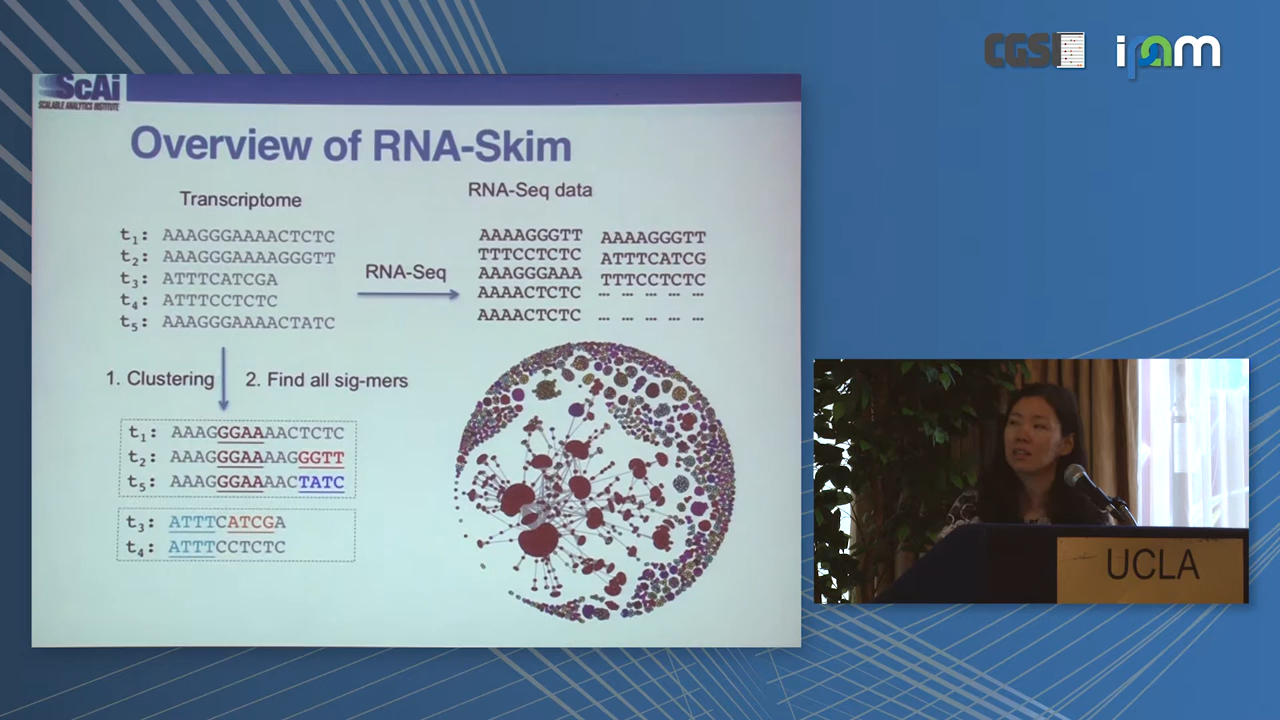 CGSI
ipam
ScAi
SCALABLE ANALYTICS INSTITUTE
Overview of RNA-Skim
Transcriptome
t1: AAAGGGAAAACTCTC
t2: AAAGGGAAAAGGGTT
t3: ATTTCATCGA
t4: ATTTCCTCTC
t5: AAAGGGAAAACTATC
RNA-Seq
RNA-Seq data
AAAAGGGTT AAAAGGGTT
TTTCCTCTC ATTTCATCG
AAAGGGAAA TTTCCTCTC
AAAACTCTC … … … … …
AAAACTCTC … … … … …
1. Clustering
2. Find all sig-mers
t1: AAAGGGAAAACTCTC
t2: AAAGGGAAAAGGGTT
t5: AAAGGGAAAACTATC
t3: ATTTCATCGA
t4: ATTTCCTCTC
UCLA